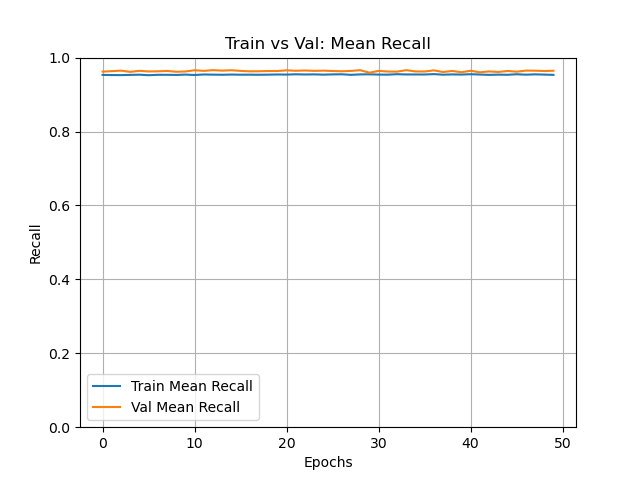 Train vs Val: Mean Recall
1.0
0.8
0.6
0.4
0.2
0.0
Recall
Train Mean Recall
Val Mean Recall
0 10 20 30 40 50
Epochs